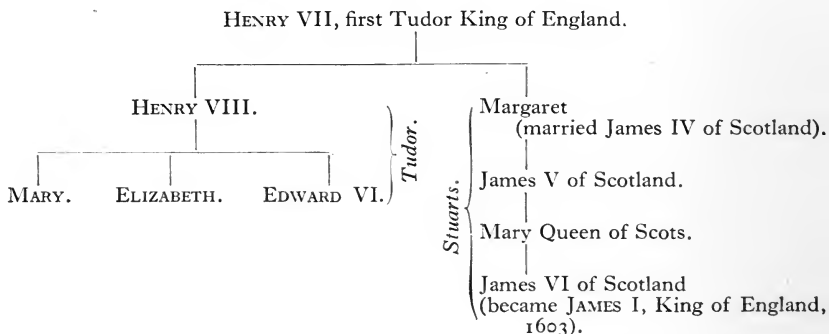 HENRY VII, first Tudor King of England.
HENRY VIII.
MARY. ELIZABETH. EDWARD VI.
Tudor.
Stuarts.
Margaret
(married James IV of Scotland).
James V of Scotland.
Mary Queen of Scots.
James VI of Scotland
(became JAMES I, King of England,
1603).